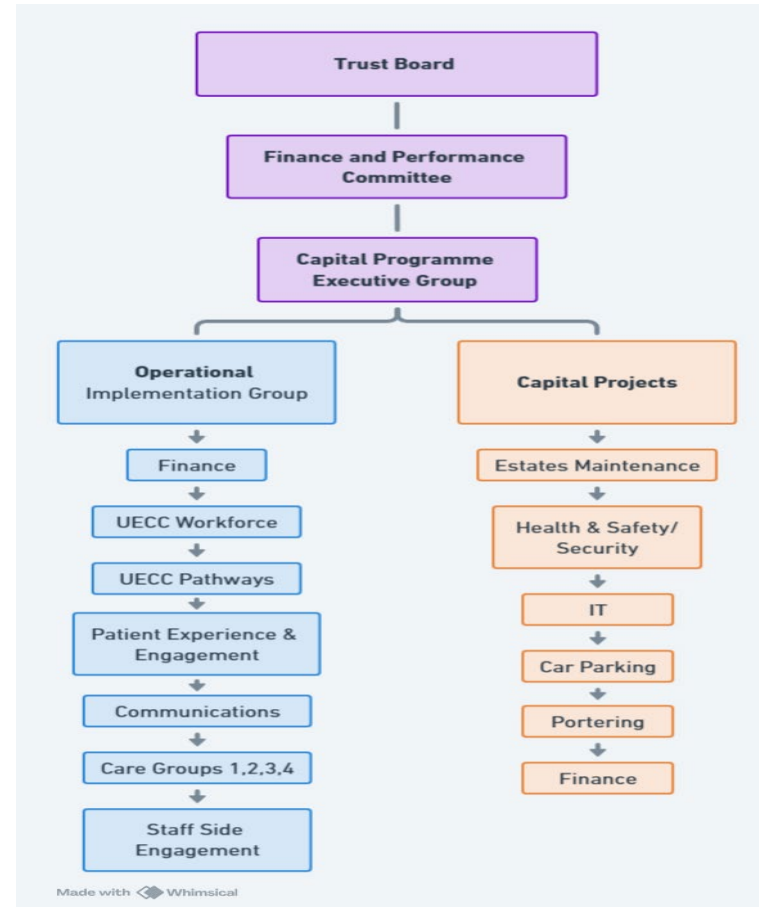 Trust Board
Finance and Performance
Committee
Capital Programme
Executive Group
Operational
Implementation Group
Finance
UECC Workforce
UECC Pathways
Patient Experience &
Engagement
Communications
Care Groups 1,2,3,4
Staff Side
Engagement
Capital Projects
Estates Maintenance
Health & Safety/
Security
IT
Car Parking
Portering
Finance
Made with Whimsical